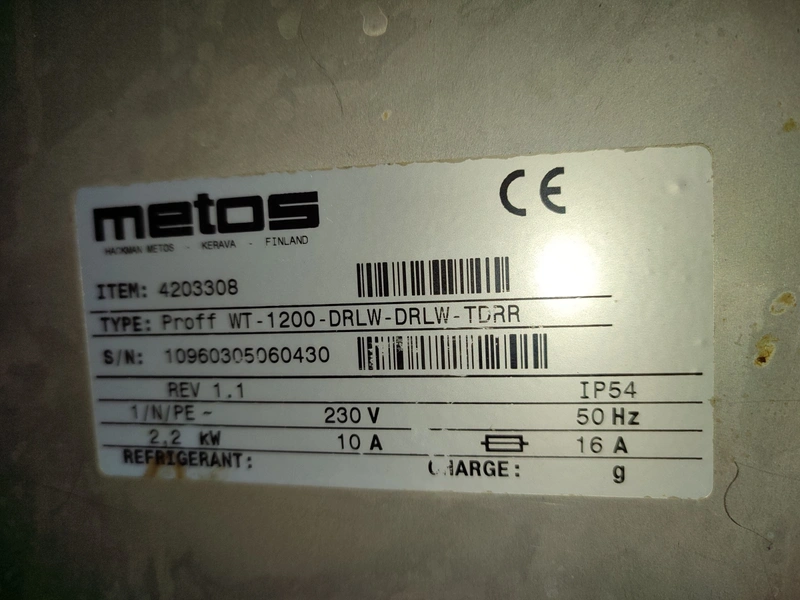 metos
CE
HACKMAN METOS - KERAVA - FINLAND
ITEM: 4203308
TYPE: Proff WT-1200-DRLW-DRLW-TDRR
S/N: 10960305060430
REV 1.1 IP54
1/N/PE ~ 230 V 50 Hz
2,2 kW 10 A 16 A
REFRIGERANT: CHARGE: g